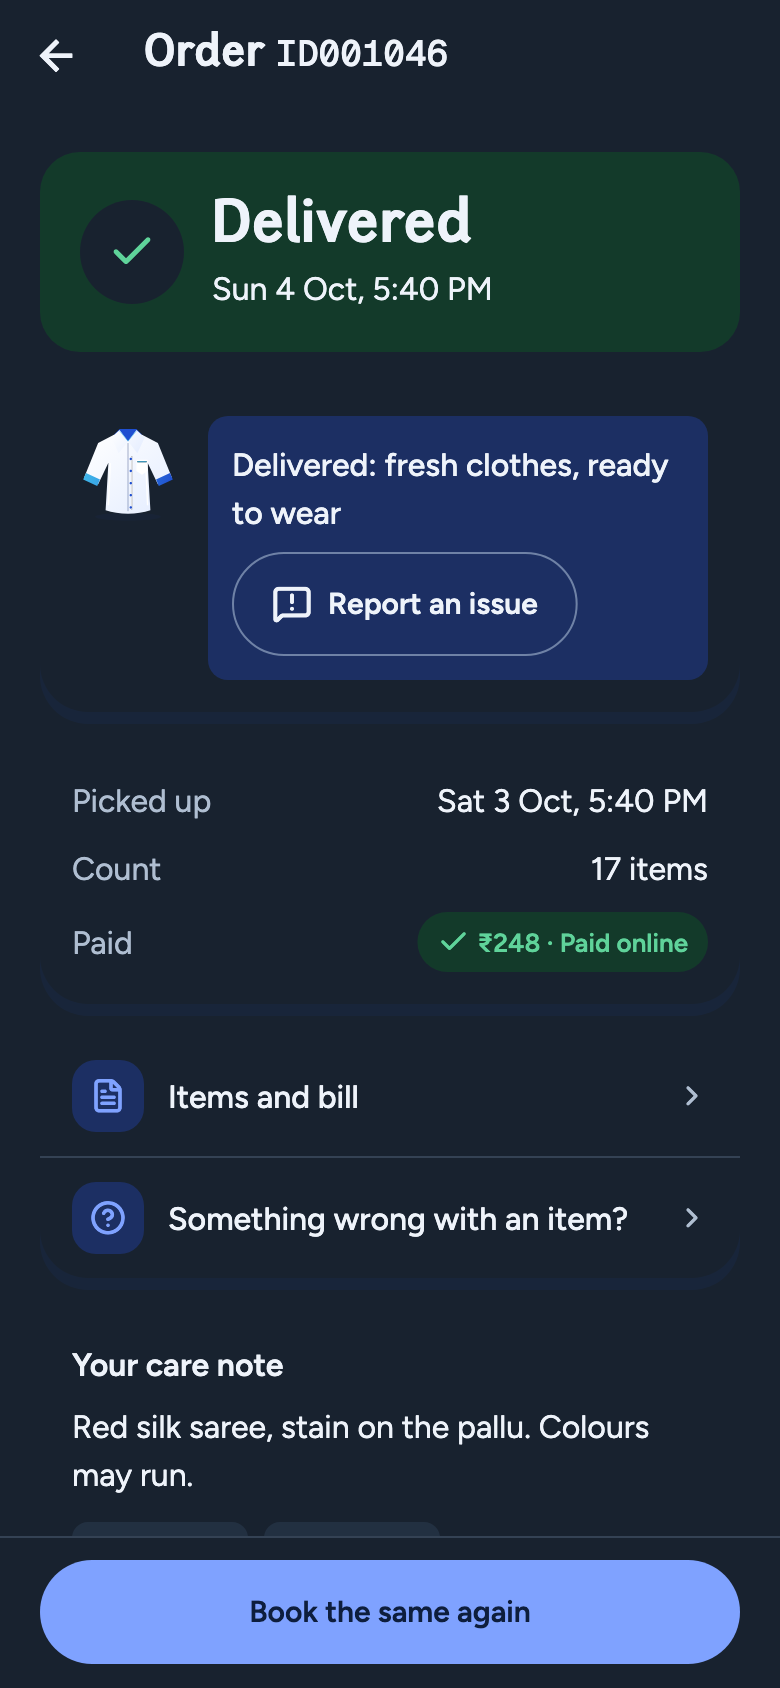 Order ID001046
Delivered
Sun 4 Oct, 5:40 PM
Delivered: fresh clothes, ready
to wear
Report an issue
Picked up Sat 3 Oct, 5:40 PM
Count 17 items
Paid ₹248 · Paid online
Items and bill
Something wrong with an item?
Your care note
Red silk saree, stain on the pallu. Colours
may run.
Book the same again